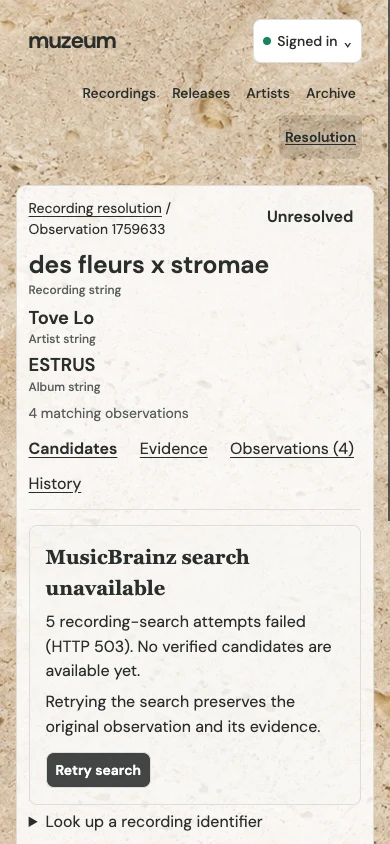 muzeum
Signed in
Recordings Releases Artists Archive
Resolution
Recording resolution /
Observation 1759633
Unresolved
des fleurs x stromae
Recording string
Tove Lo
Artist string
ESTRUS
Album string
4 matching observations
Candidates Evidence Observations (4)
History
MusicBrainz search
unavailable
5 recording-search attempts failed
(HTTP 503). No verified candidates are
available yet.
Retrying the search preserves the
original observation and its evidence.
Retry search
Look up a recording identifier